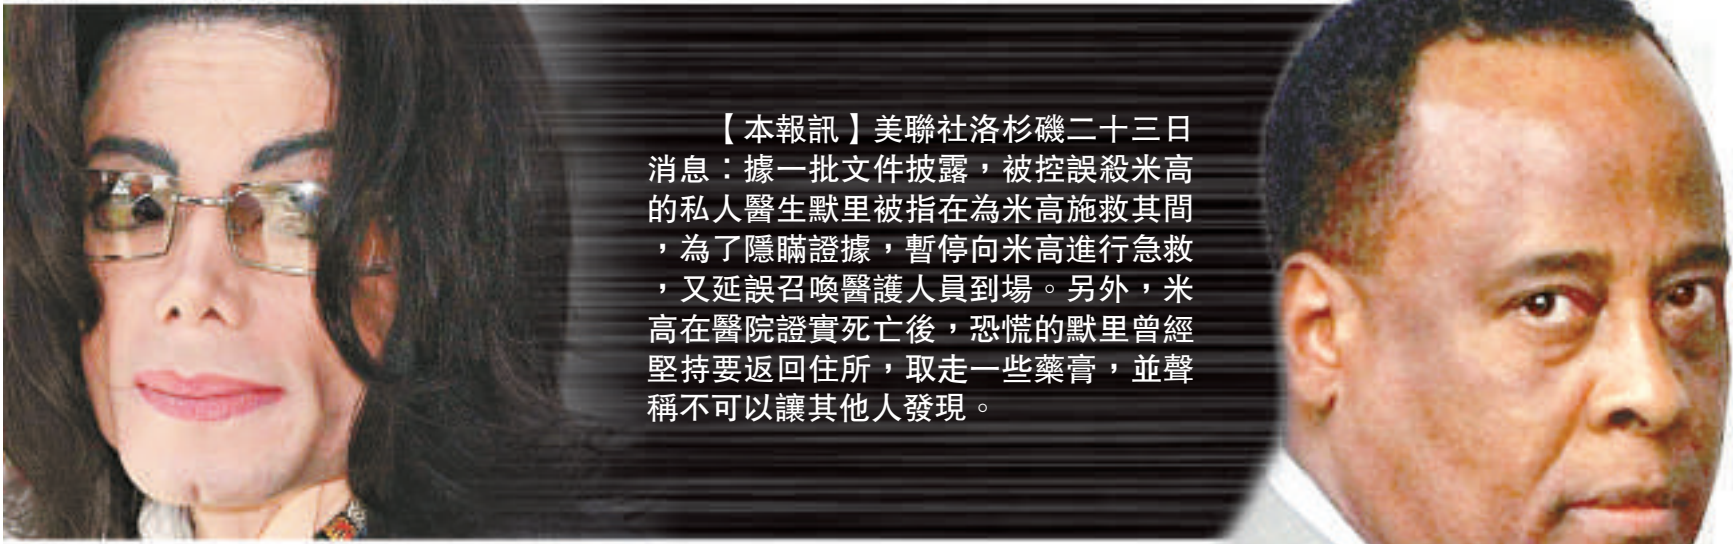 【本報訊】美聯社洛杉磯二十三日
消息：據一批文件披露，被控誤殺米高
的私人醫生默里被指在為米高施救其間
，為了隱瞞證據，暫停向米高進行急救
，又延誤召喚醫護人員到場。另外，米
高在醫院證實死亡後，恐慌的默里曾經
堅持要返回住所，取走一些藥膏，並聲
稱不可以讓其他人發現。